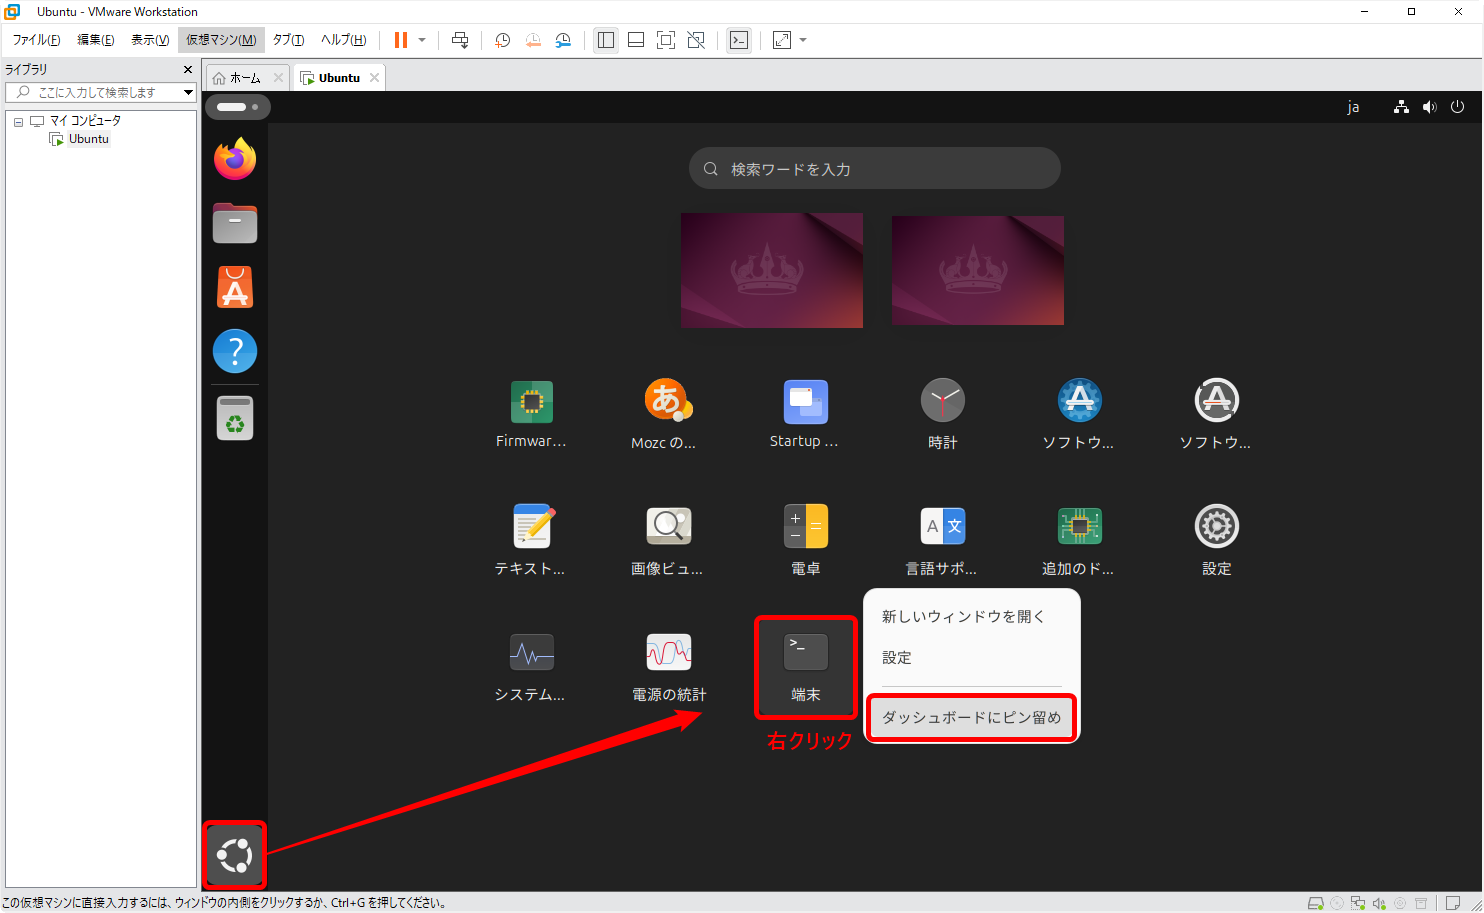 Ubuntu - VMware Workstation
ファイル(F) 編集(E) 表示(V) 仮想マシン(M) タブ(T) ヘルプ(H)
ライブラリ
ここに入力して検索します
マイ コンピュータ
Ubuntu
ホーム Ubuntu
ja
検索ワードを入力
Firmwar... Mozc の... Startup ... 時計 ソフトウ... ソフトウ...
テキスト... 画像ビュ... 電卓 言語サポ... 追加のド... 設定
システム... 電源の統計 端末
新しいウィンドウを開く
設定
ダッシュボードにピン留め
右クリック
この仮想マシンに直接入力するには、ウィンドウの内側をクリックするか、Ctrl+G を押してください。